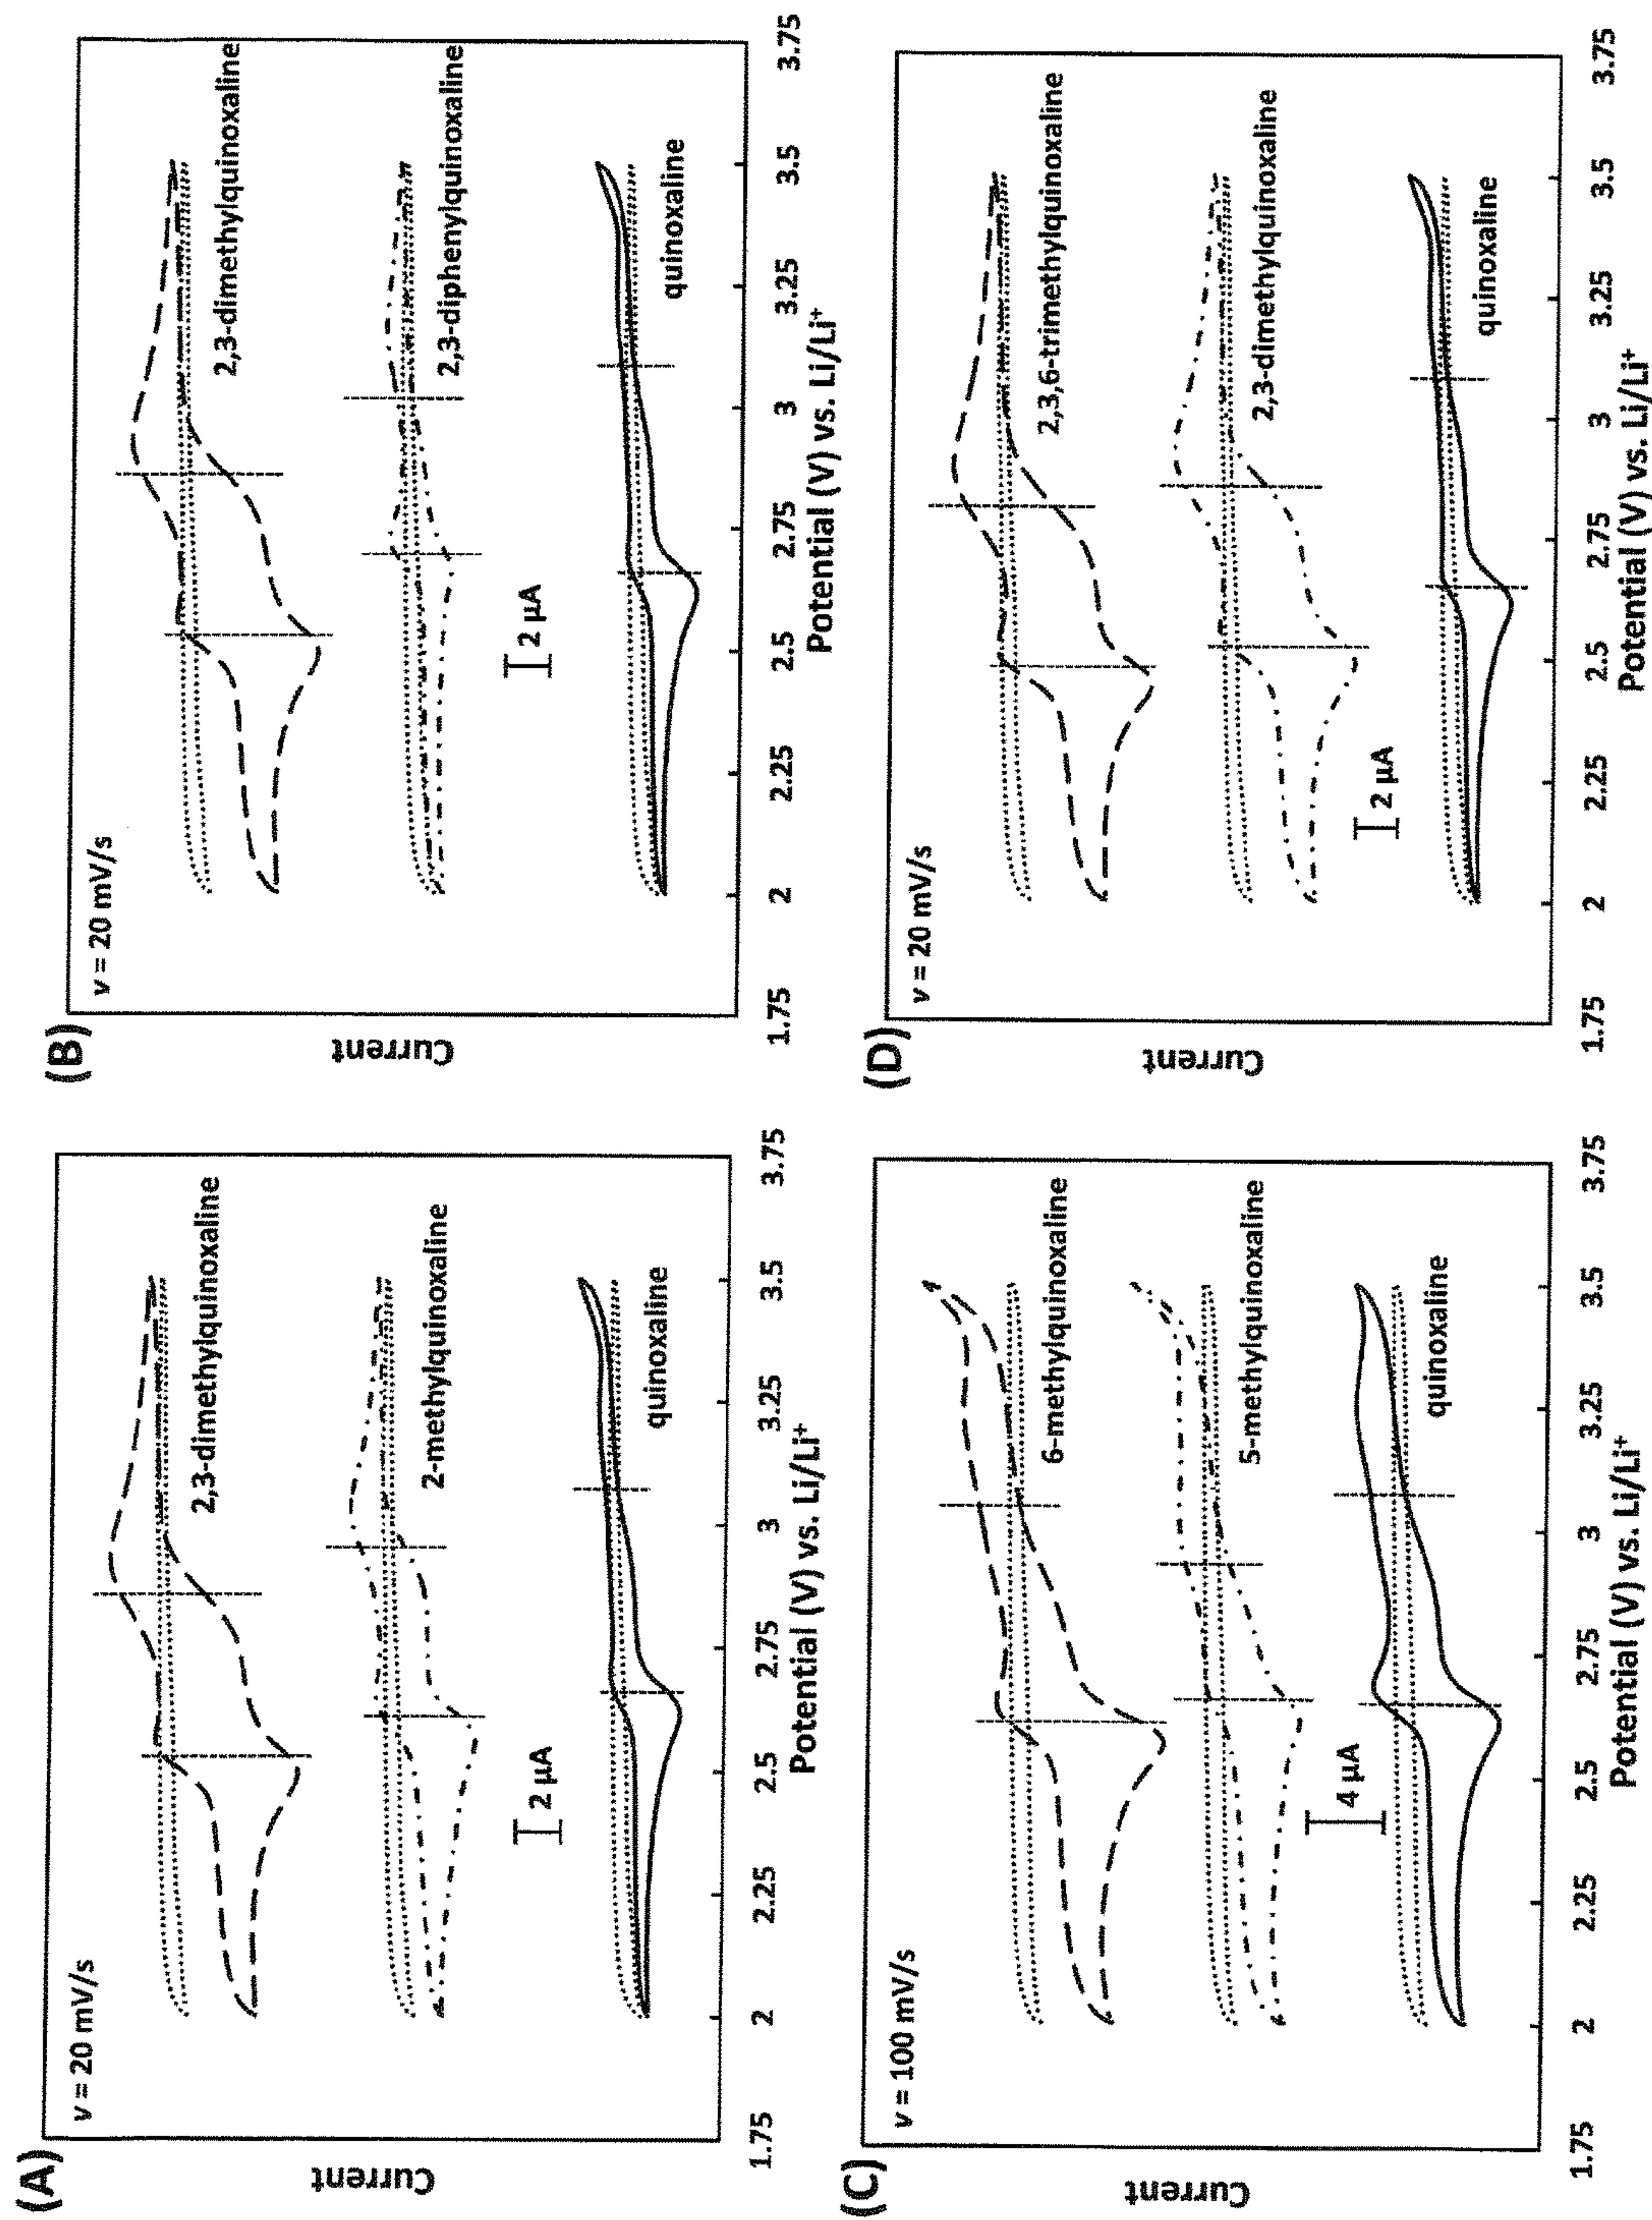 (A)
v = 20 mV/s
2,3-dimethylquinoxaline
2-methylquinoxaline
2 µA
quinoxaline
Current
1.75 2 2.25 2.5 2.75 3 3.25 3.5 3.75
Potential (V) vs. Li/Li⁺
(B)
v = 20 mV/s
2,3-dimethylquinoxaline
2,3-diphenylquinoxaline
2 µA
quinoxaline
Current
1.75 2 2.25 2.5 2.75 3 3.25 3.5 3.75
Potential (V) vs. Li/Li⁺
(C)
v = 100 mV/s
6-methylquinoxaline
5-methylquinoxaline
4 µA
quinoxaline
Current
1.75 2 2.25 2.5 2.75 3 3.25 3.5 3.75
Potential (V) vs. Li/Li⁺
(D)
v = 20 mV/s
2,3,6-trimethylquinoxaline
2,3-dimethylquinoxaline
2 µA
quinoxaline
Current
1.75 2 2.25 2.5 2.75 3 3.25 3.5 3.75
Potential (V) vs. Li/Li⁺